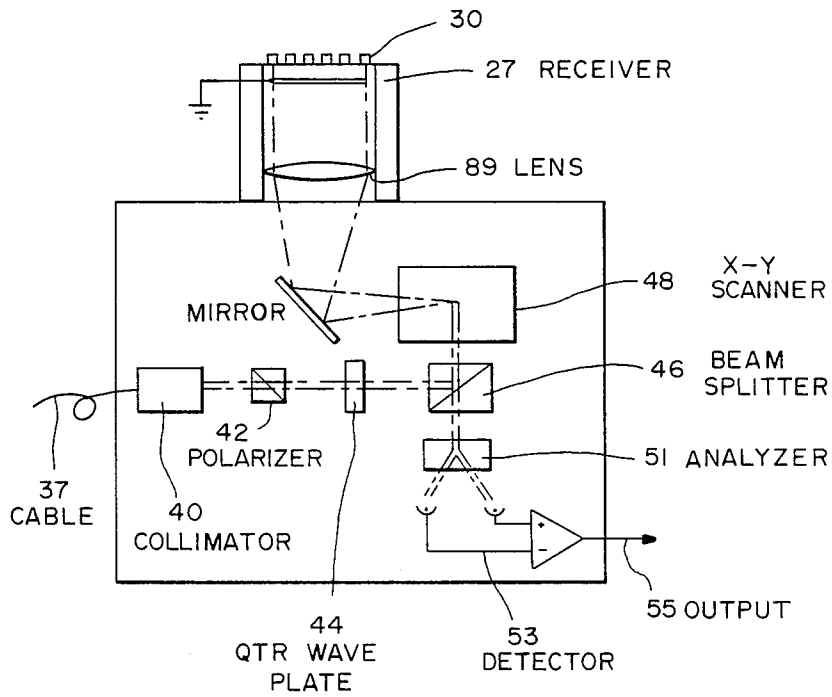 30
27 RECEIVER
89 LENS
X-Y
48 SCANNER
MIRROR
BEAM
46 SPLITTER
42
POLARIZER
51 ANALYZER
37
CABLE
40
COLLIMATOR
+
−
44
QTR WAVE
PLATE
53
DETECTOR
55 OUTPUT